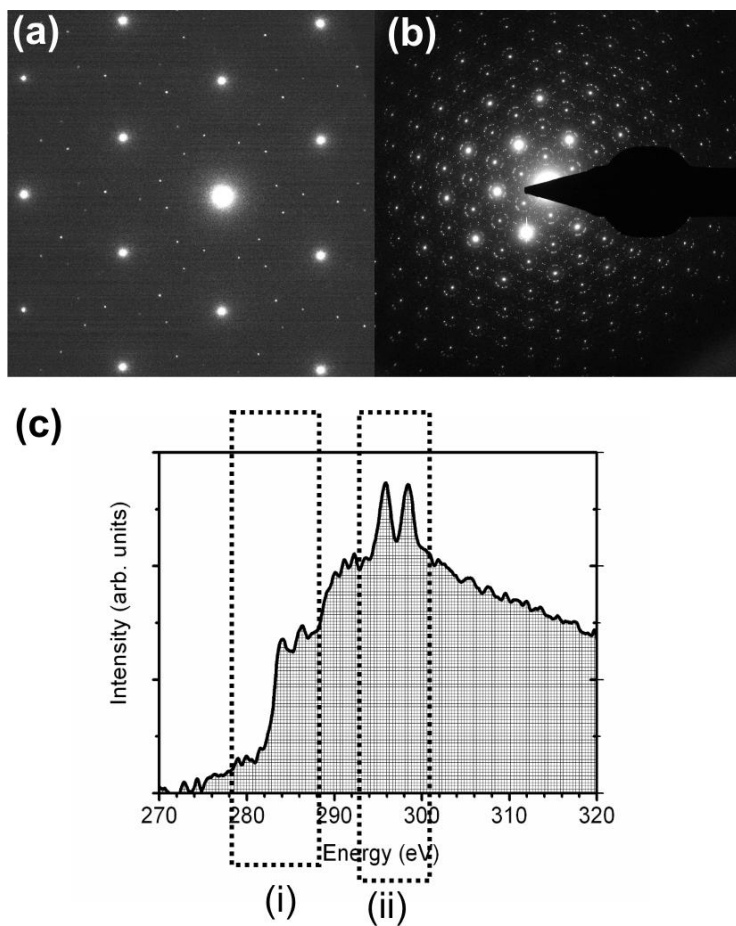 (a)
(b)
(c)
Intensity (arb. units)
270 280 290 300 310 320
Energy (eV)
(i)
(ii)